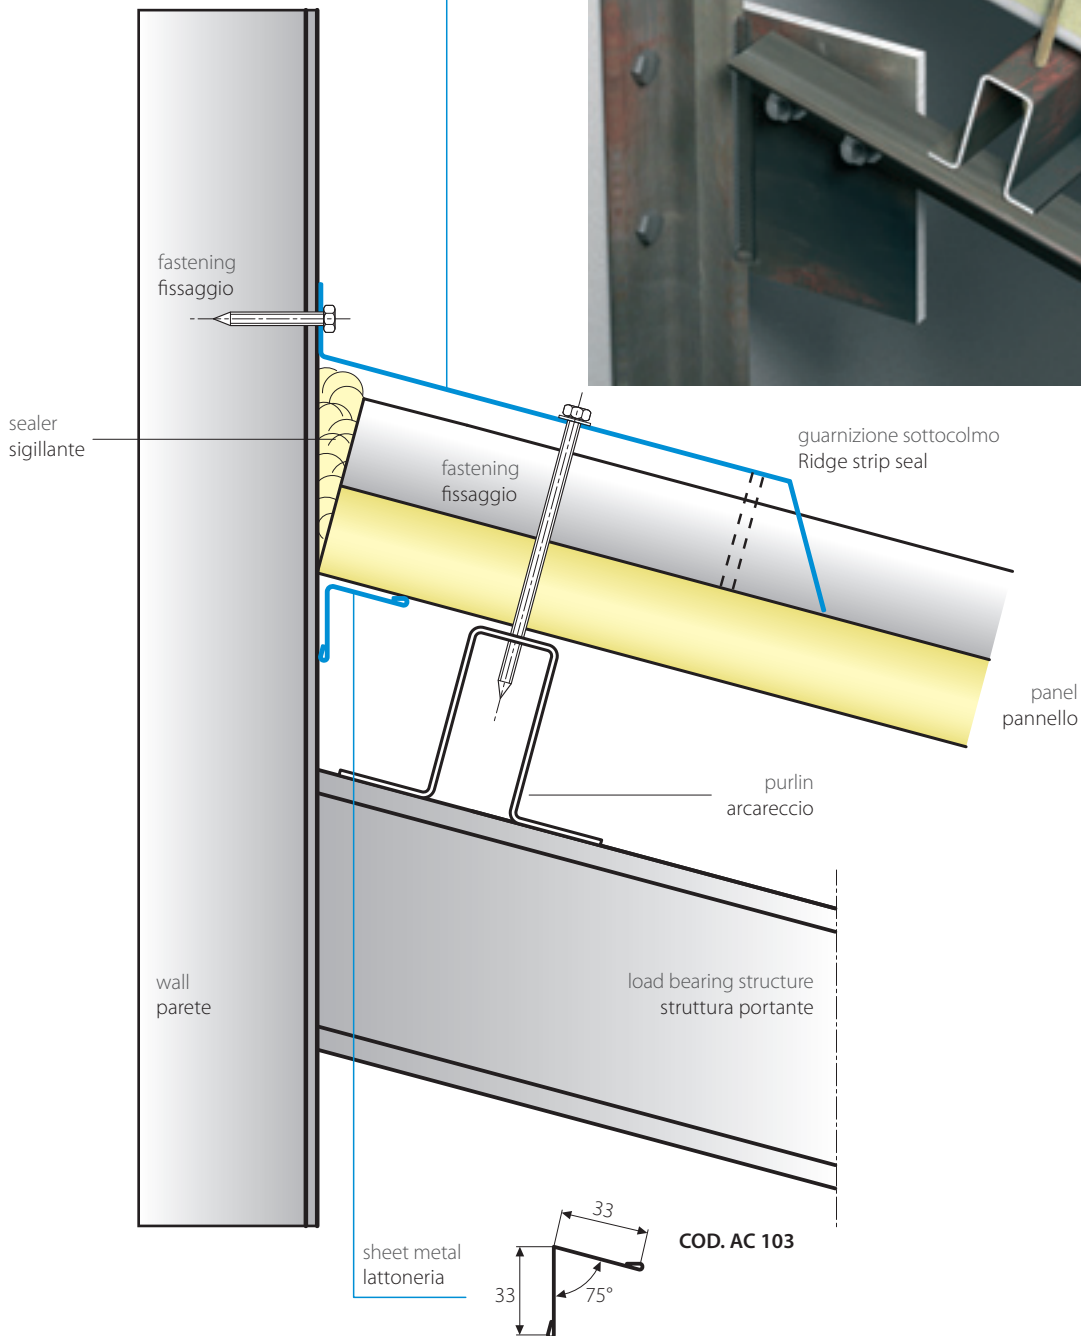 fastening
fissaggio
sealer
sigillante
fastening
fissaggio
guarnizione sottocolmo
Ridge strip seal
panel
pannello
purlin
arcareccio
wall
parete
load bearing structure
struttura portante
sheet metal
lattoneria
33
COD. AC 103
33
75°